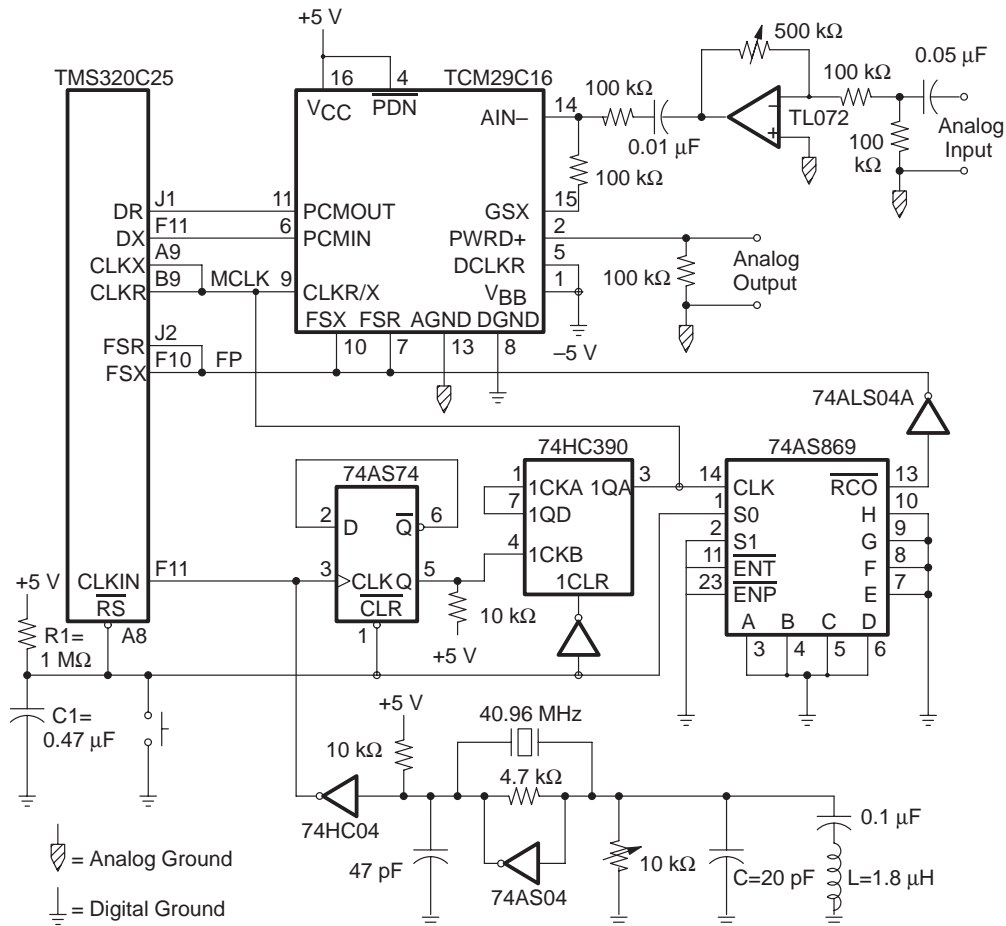 +5 V
500 kΩ
0.05 μF
TMS320C25
TCM29C16
16
4
VCC
PDN
14
AIN–
100 kΩ
0.01 μF
TL072
–
+
100 kΩ
100
kΩ
Analog
Input
100 kΩ
DR
J1
11
PCMOUT
GSX
15
DX
F11
6
PCMIN
PWRD+
2
CLKX
A9
DCLKR
5
CLKR
B9
MCLK
9
CLKR/X
VBB
1
100 kΩ
Analog
Output
FSX
FSR
AGND
DGND
FSR
J2
10
7
13
8
–5 V
FSX
F10
FP
74ALS04A
74AS74
74HC390
74AS869
1
1CKA
1QA
3
14
CLK
RCO
13
7
1QD
1
S0
H
10
2
D
Q
6
2
S1
G
9
4
1CKB
11
ENT
F
8
CLKIN
F11
3
CLK
Q
5
1CLR
23
ENP
E
7
+5 V
RS
CLR
10 kΩ
A
B
C
D
A8
1
3
4
5
6
R1=
1 MΩ
+5 V
C1=
0.47 μF
+5 V
40.96 MHz
10 kΩ
4.7 kΩ
74HC04
0.1 μF
47 pF
74AS04
10 kΩ
C=20 pF
L=1.8 μH
= Analog Ground
= Digital Ground